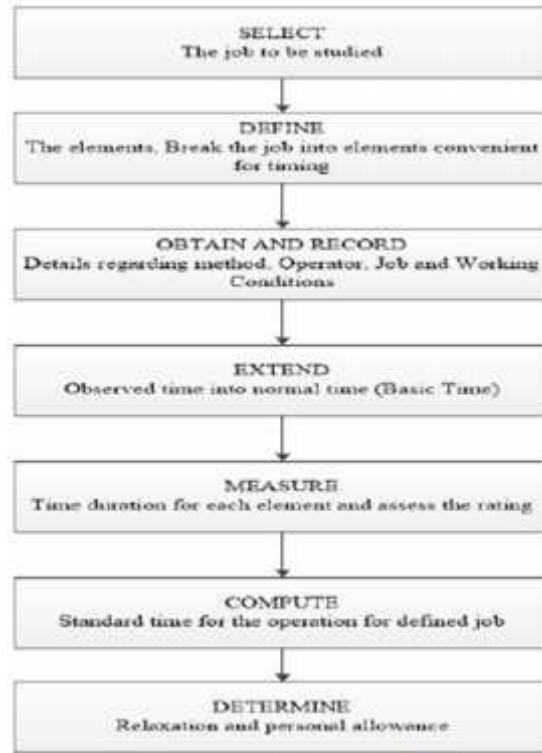 SELECT
The job to be studied
DEFINE
The elements, Break the job into elements convenient
for timing
OBTAIN AND RECORD
Details regarding method, Operator, Job and Working
Conditions
EXTEND
Observed time into normal time (Basic Time)
MEASURE
Time duration for each element and assess the rating
COMPUTE
Standard time for the operation for defined job
DETERMINE
Relaxation and personal allowance